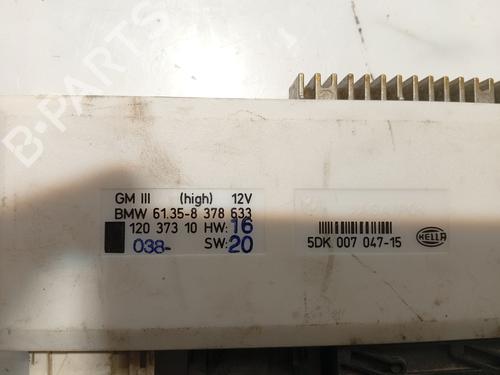 GM III (high) 12V
BMW 61.35-8 378 533
120 373 10 HW: 16
038- SW: 20
5DK 007 047-15
HELLA
B-PARTS